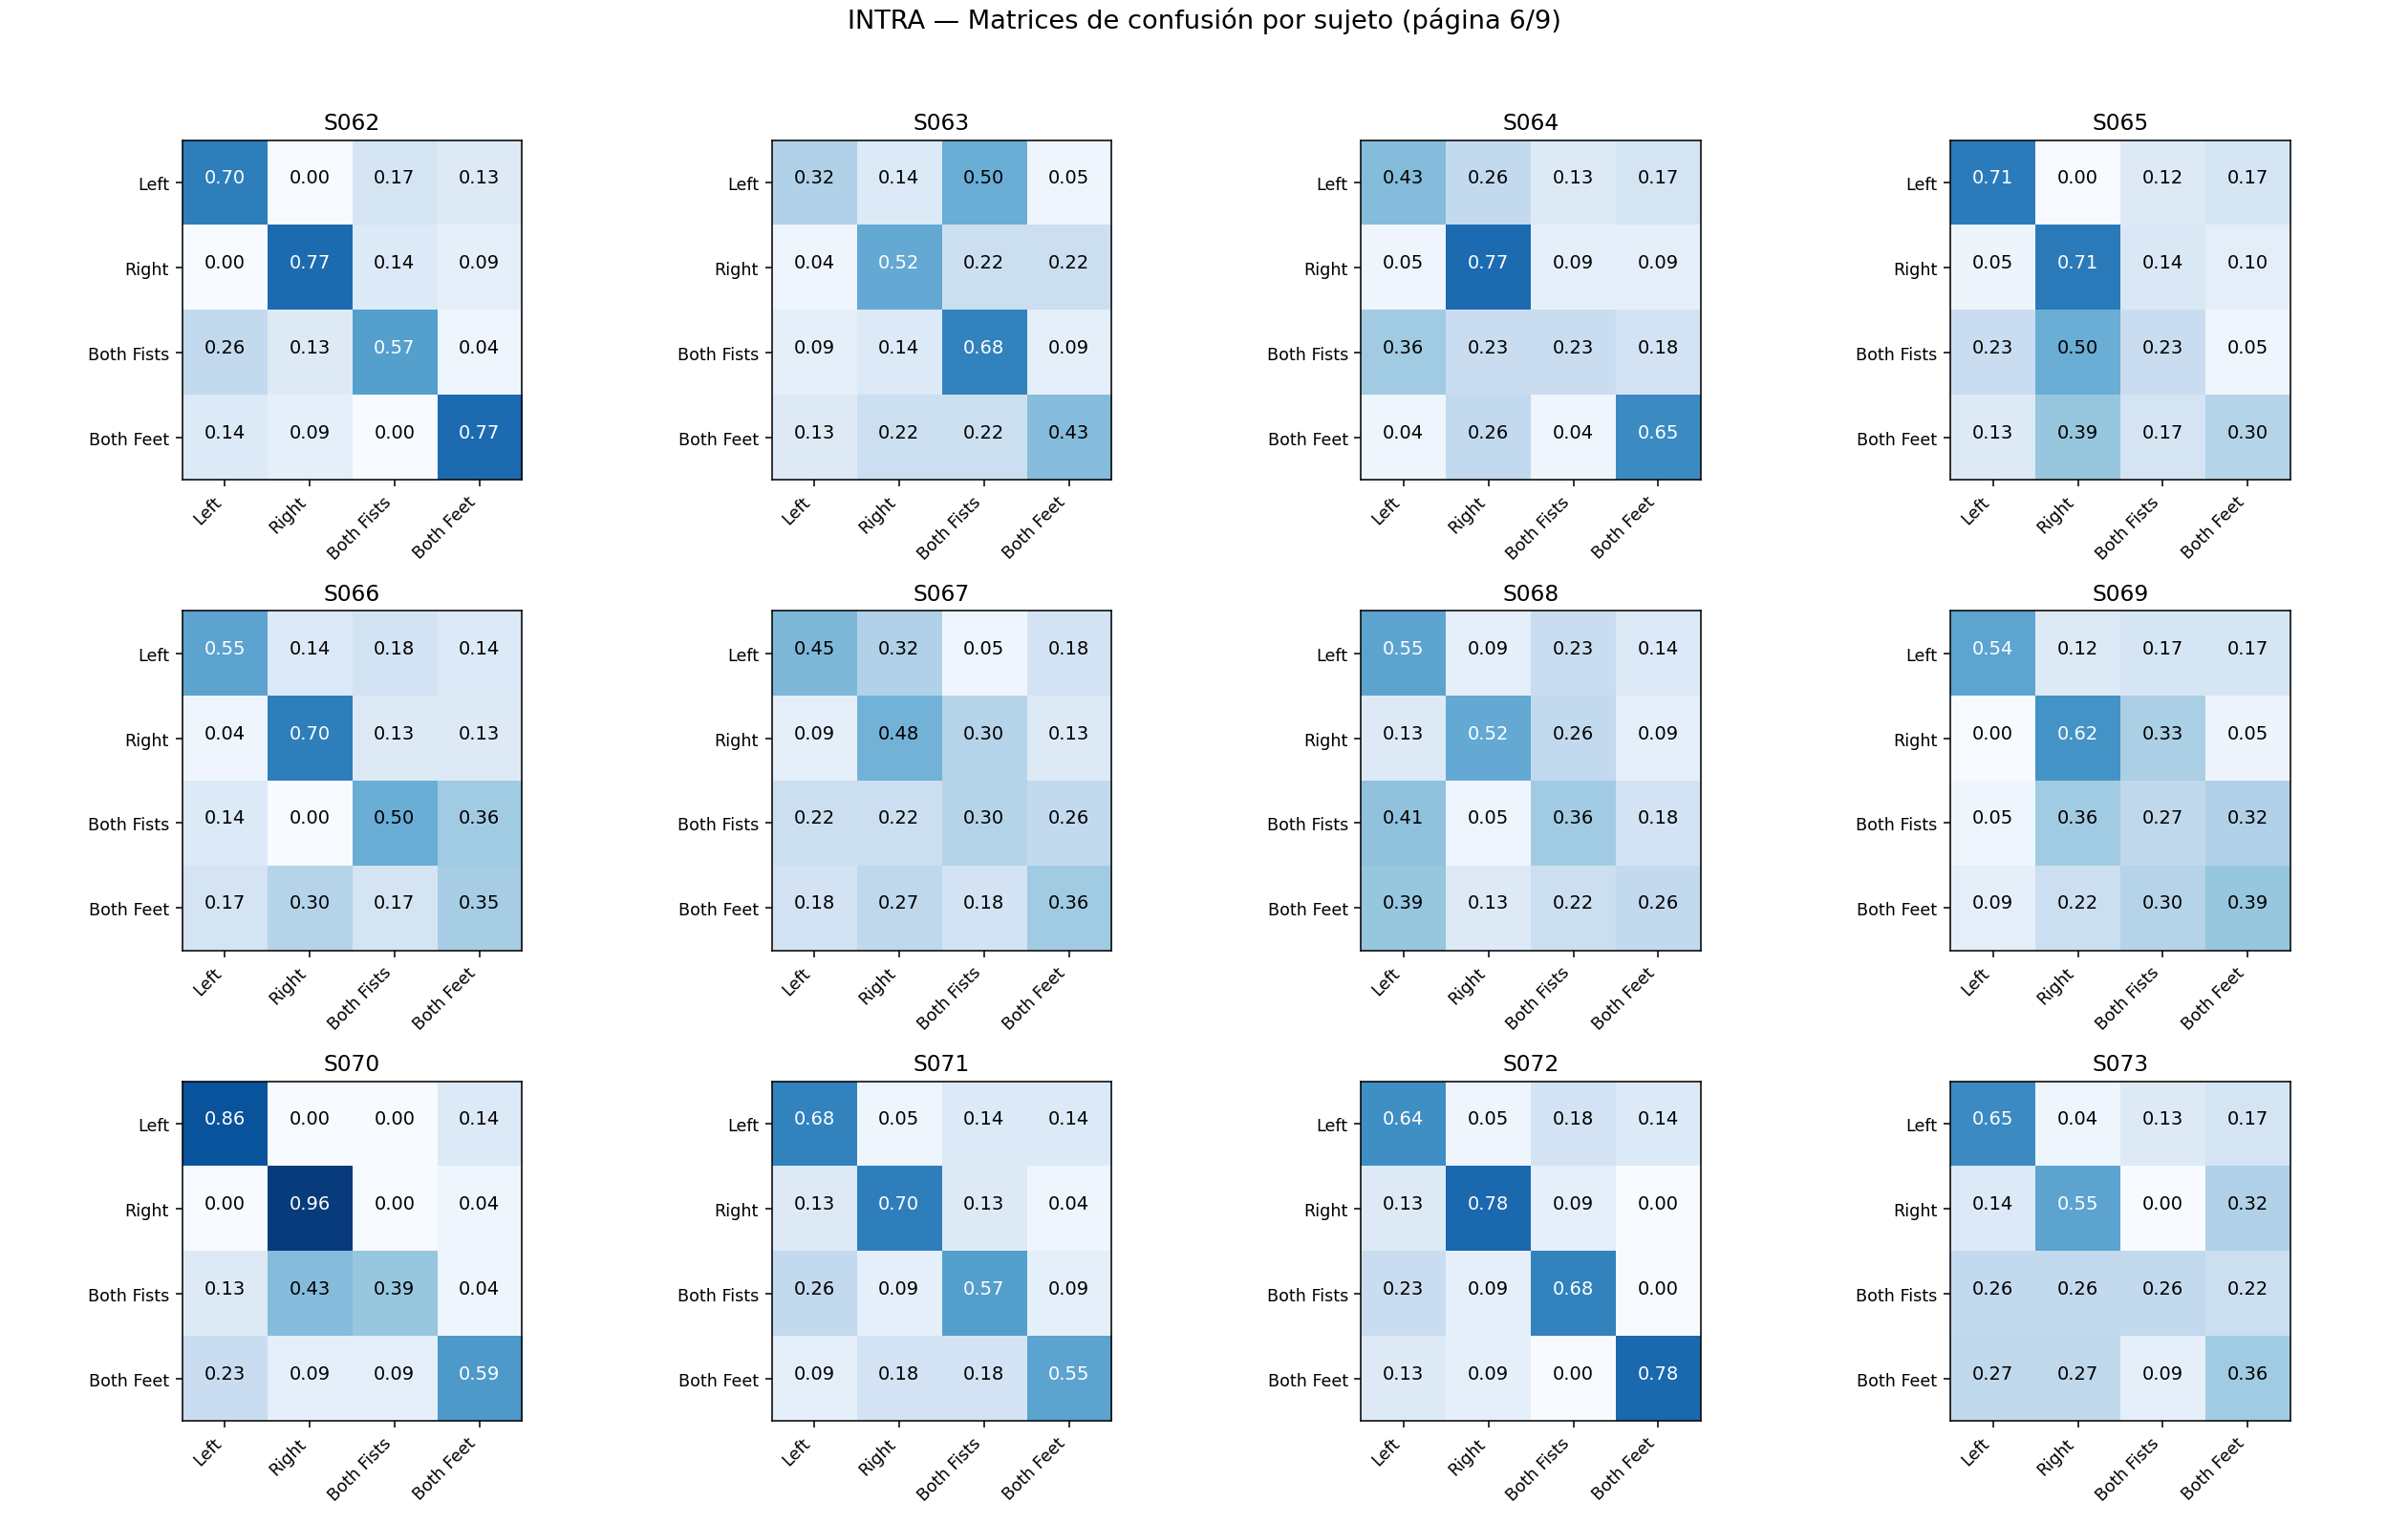 INTRA — Matrices de confusión por sujeto (página 6/9)
S062 S063 S064 S065
Left 0.70 0.00 0.17 0.13 Left 0.32 0.14 0.50 0.05 Left 0.43 0.26 0.13 0.17 Left 0.71 0.00 0.12 0.17
Right 0.00 0.77 0.14 0.09 Right 0.04 0.52 0.22 0.22 Right 0.05 0.77 0.09 0.09 Right 0.05 0.71 0.14 0.10
Both Fists 0.26 0.13 0.57 0.04 Both Fists 0.09 0.14 0.68 0.09 Both Fists 0.36 0.23 0.23 0.18 Both Fists 0.23 0.50 0.23 0.05
Both Feet 0.14 0.09 0.00 0.77 Both Feet 0.13 0.22 0.22 0.43 Both Feet 0.04 0.26 0.04 0.65 Both Feet 0.13 0.39 0.17 0.30
Left Right Both Fists Both Feet Left Right Both Fists Both Feet Left Right Both Fists Both Feet Left Right Both Fists Both Feet
S066 S067 S068 S069
Left 0.55 0.14 0.18 0.14 Left 0.45 0.32 0.05 0.18 Left 0.55 0.09 0.23 0.14 Left 0.54 0.12 0.17 0.17
Right 0.04 0.70 0.13 0.13 Right 0.09 0.48 0.30 0.13 Right 0.13 0.52 0.26 0.09 Right 0.00 0.62 0.33 0.05
Both Fists 0.14 0.00 0.50 0.36 Both Fists 0.22 0.22 0.30 0.26 Both Fists 0.41 0.05 0.36 0.18 Both Fists 0.05 0.36 0.27 0.32
Both Feet 0.17 0.30 0.17 0.35 Both Feet 0.18 0.27 0.18 0.36 Both Feet 0.39 0.13 0.22 0.26 Both Feet 0.09 0.22 0.30 0.39
Left Right Both Fists Both Feet Left Right Both Fists Both Feet Left Right Both Fists Both Feet Left Right Both Fists Both Feet
S070 S071 S072 S073
Left 0.86 0.00 0.00 0.14 Left 0.68 0.05 0.14 0.14 Left 0.64 0.05 0.18 0.14 Left 0.65 0.04 0.13 0.17
Right 0.00 0.96 0.00 0.04 Right 0.13 0.70 0.13 0.04 Right 0.13 0.78 0.09 0.00 Right 0.14 0.55 0.00 0.32
Both Fists 0.13 0.43 0.39 0.04 Both Fists 0.26 0.09 0.57 0.09 Both Fists 0.23 0.09 0.68 0.00 Both Fists 0.26 0.26 0.26 0.22
Both Feet 0.23 0.09 0.09 0.59 Both Feet 0.09 0.18 0.18 0.55 Both Feet 0.13 0.09 0.00 0.78 Both Feet 0.27 0.27 0.09 0.36
Left Right Both Fists Both Feet Left Right Both Fists Both Feet Left Right Both Fists Both Feet Left Right Both Fists Both Feet